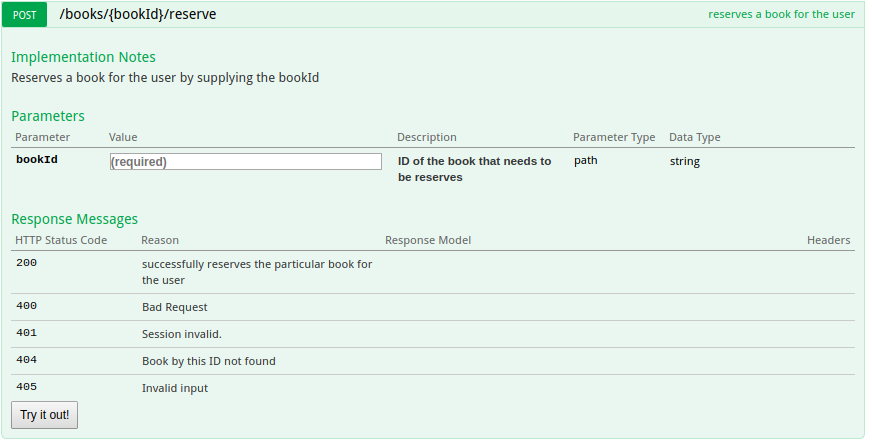 POST /books/{bookId}/reserve reserves a book for the user
Implementation Notes
Reserves a book for the user by supplying the bookId
Parameters
Parameter Value Description Parameter Type Data Type
bookId (required) ID of the book that needs to path string
be reserves
Response Messages
HTTP Status Code Reason Response Model Headers
200 successfully reserves the particular book for
the user
400 Bad Request
401 Session invalid.
404 Book by this ID not found
405 Invalid input
Try it out!